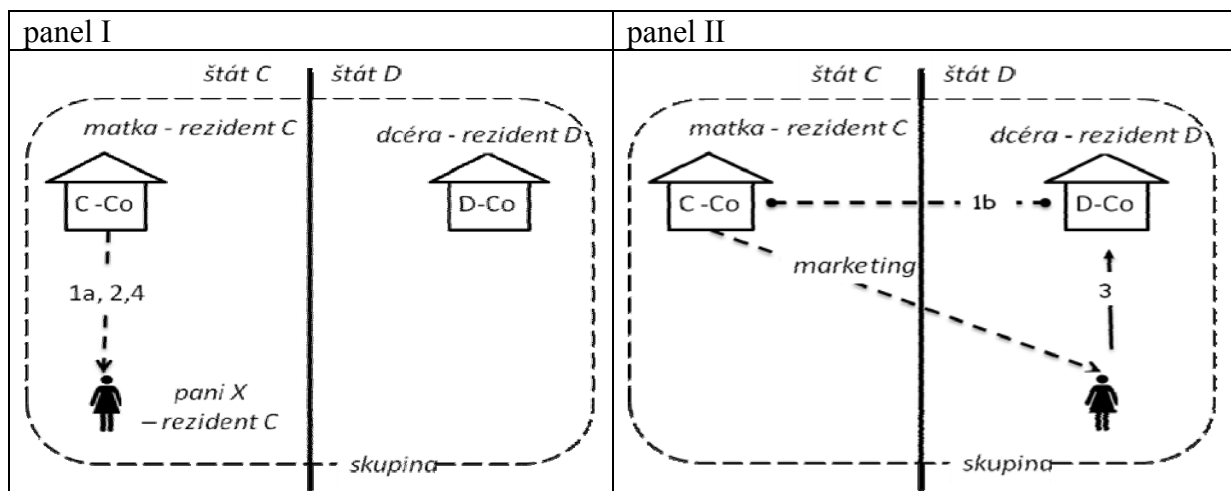 panel I
štát C
štát D
matka - rezident C
dcéra - rezident D
C -Co
D-Co
1a, 2,4
pani X
– rezident C
skupina
panel II
štát C
štát D
matka - rezident C
dcéra - rezident D
C -Co
1b
D-Co
marketing
3
skupina